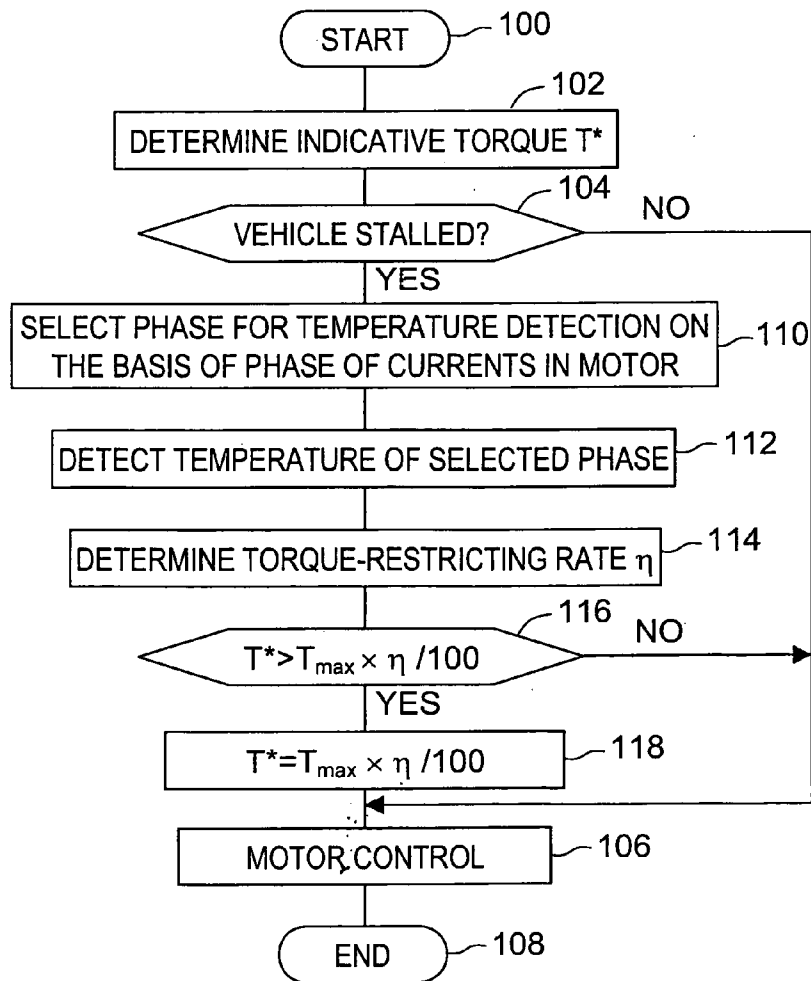 START
100
102
DETERMINE INDICATIVE TORQUE T*
104
VEHICLE STALLED?
NO
YES
SELECT PHASE FOR TEMPERATURE DETECTION ON
THE BASIS OF PHASE OF CURRENTS IN MOTOR
110
DETECT TEMPERATURE OF SELECTED PHASE
112
DETERMINE TORQUE-RESTRICTING RATE η
114
116
T*>Tmax × η /100
NO
YES
T*=Tmax × η /100
118
MOTOR CONTROL
106
END
108